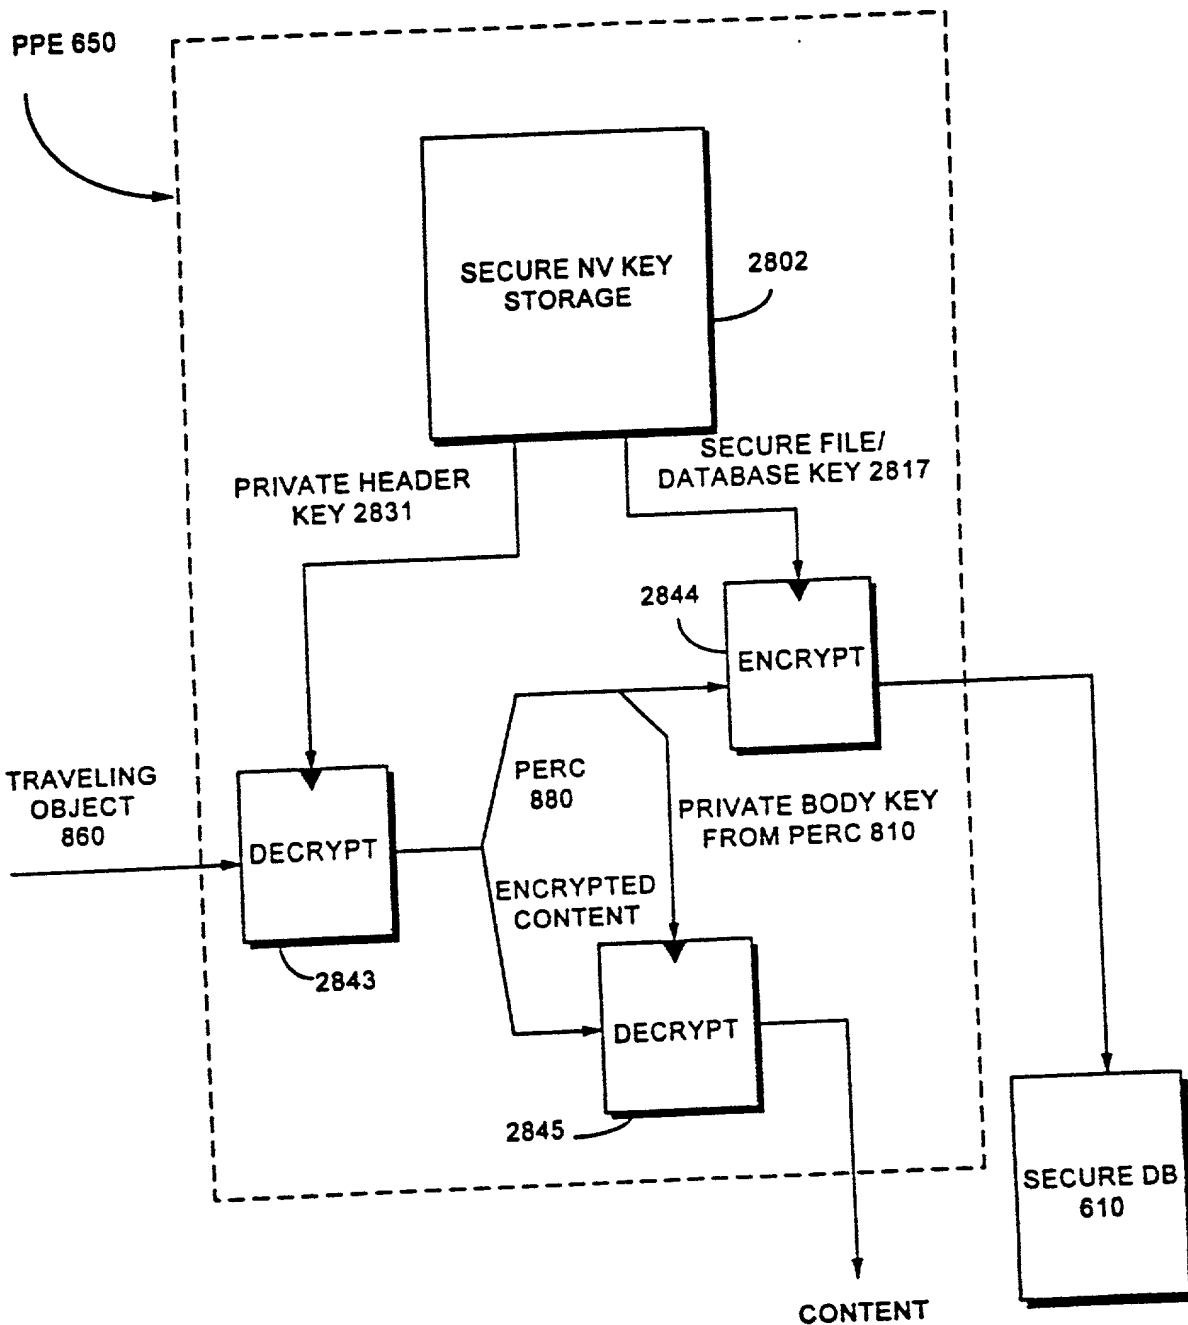 PPE 650
SECURE NV KEY
STORAGE
2802
PRIVATE HEADER
KEY 2831
SECURE FILE/
DATABASE KEY 2817
2844
ENCRYPT
TRAVELING
OBJECT
860
DECRYPT
2843
PERC
880
PRIVATE BODY KEY
FROM PERC 810
ENCRYPTED
CONTENT
DECRYPT
2845
SECURE DB
610
CONTENT